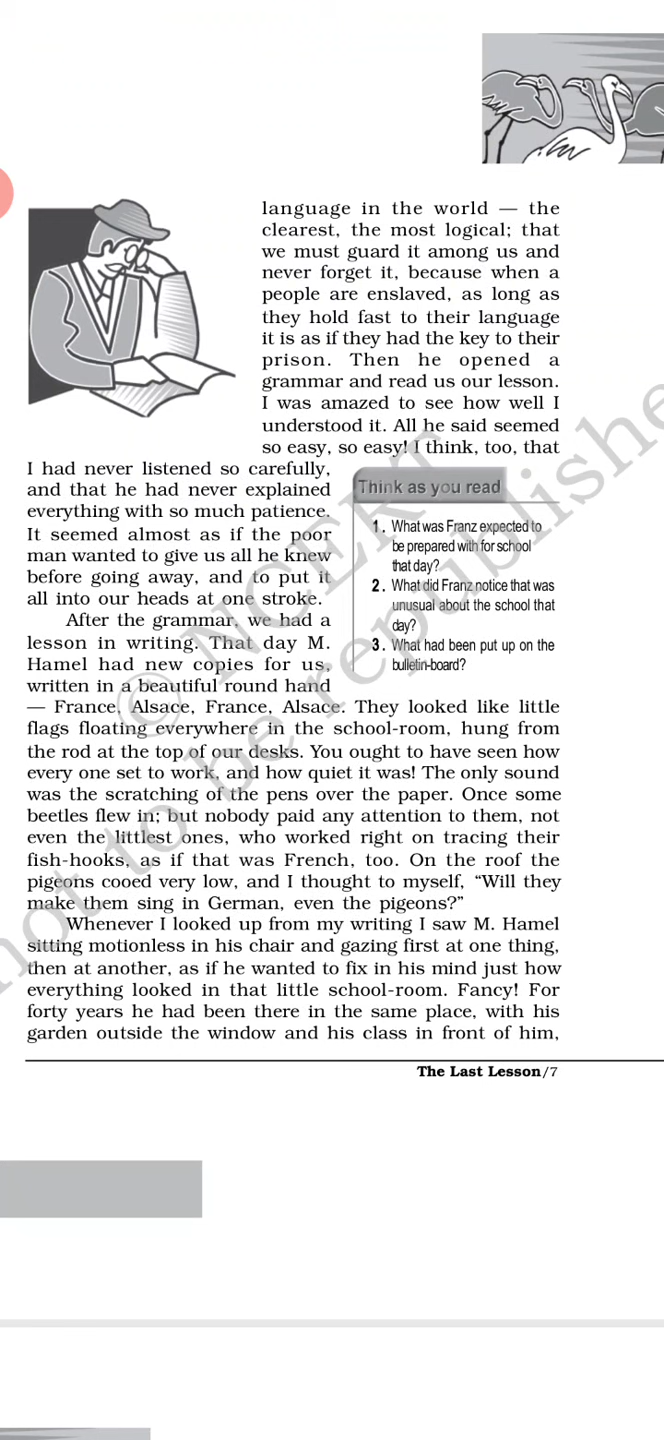 language in the world — the
clearest, the most logical; that
we must guard it among us and
never forget it, because when a
people are enslaved, as long as
they hold fast to their language
it is as if they had the key to their
prison. Then he opened a
grammar and read us our lesson.
I was amazed to see how well I
understood it. All he said seemed
so easy, so easy! I think, too, that
I had never listened so carefully,
and that he had never explained
everything with so much patience.
It seemed almost as if the poor
man wanted to give us all he knew
before going away, and to put it
all into our heads at one stroke.
After the grammar, we had a
lesson in writing. That day M.
Hamel had new copies for us,
written in a beautiful round hand
Think as you read
1. What was Franz expected to
be prepared with for school
that day?
2. What did Franz notice that was
unusual about the school that
day?
3. What had been put up on the
bulletin-board?
— France, Alsace, France, Alsace. They looked like little
flags floating everywhere in the school-room, hung from
the rod at the top of our desks. You ought to have seen how
every one set to work, and how quiet it was! The only sound
was the scratching of the pens over the paper. Once some
beetles flew in; but nobody paid any attention to them, not
even the littlest ones, who worked right on tracing their
fish-hooks, as if that was French, too. On the roof the
pigeons cooed very low, and I thought to myself, “Will they
make them sing in German, even the pigeons?”
Whenever I looked up from my writing I saw M. Hamel
sitting motionless in his chair and gazing first at one thing,
then at another, as if he wanted to fix in his mind just how
everything looked in that little school-room. Fancy! For
forty years he had been there in the same place, with his
garden outside the window and his class in front of him,
The Last Lesson/7
© NCERT
not to be republishe